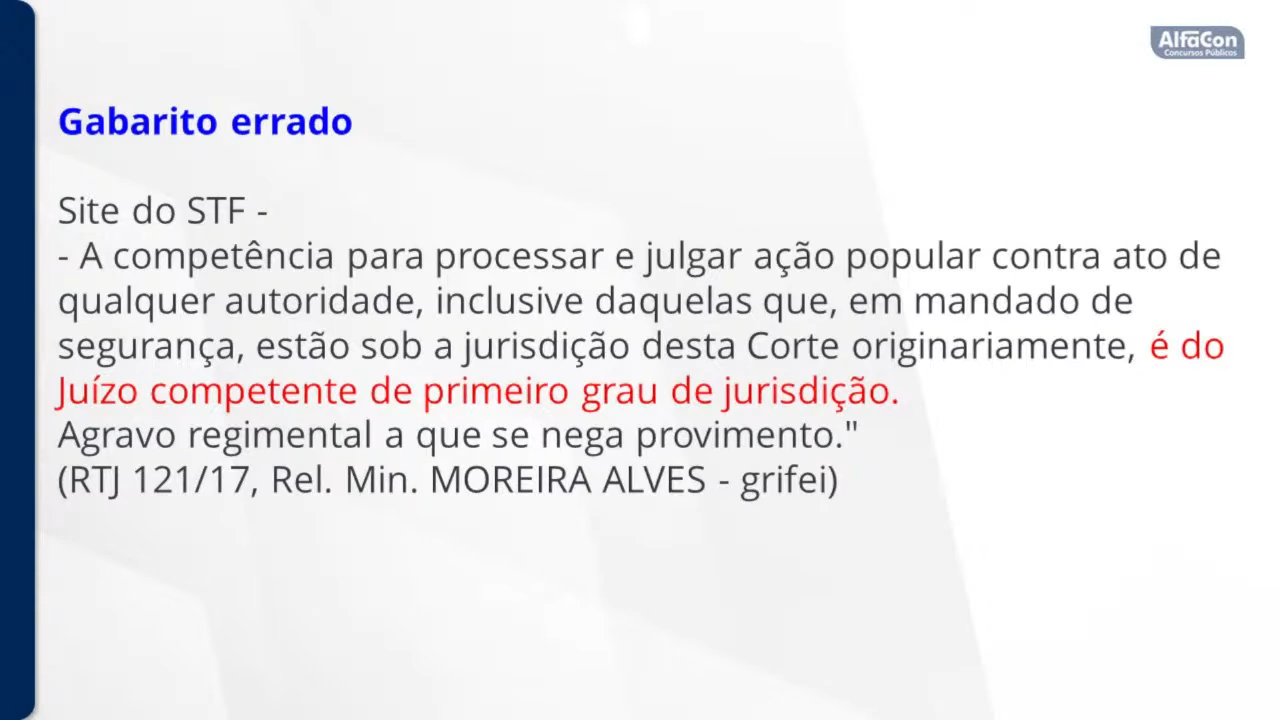 AlfaCon
Concursos Públicos
Gabarito errado
Site do STF -
- A competência para processar e julgar ação popular contra ato de
qualquer autoridade, inclusive daquelas que, em mandado de
segurança, estão sob a jurisdição desta Corte originariamente, é do
Juízo competente de primeiro grau de jurisdição.
Agravo regimental a que se nega provimento."
(RTJ 121/17, Rel. Min. MOREIRA ALVES - grifei)